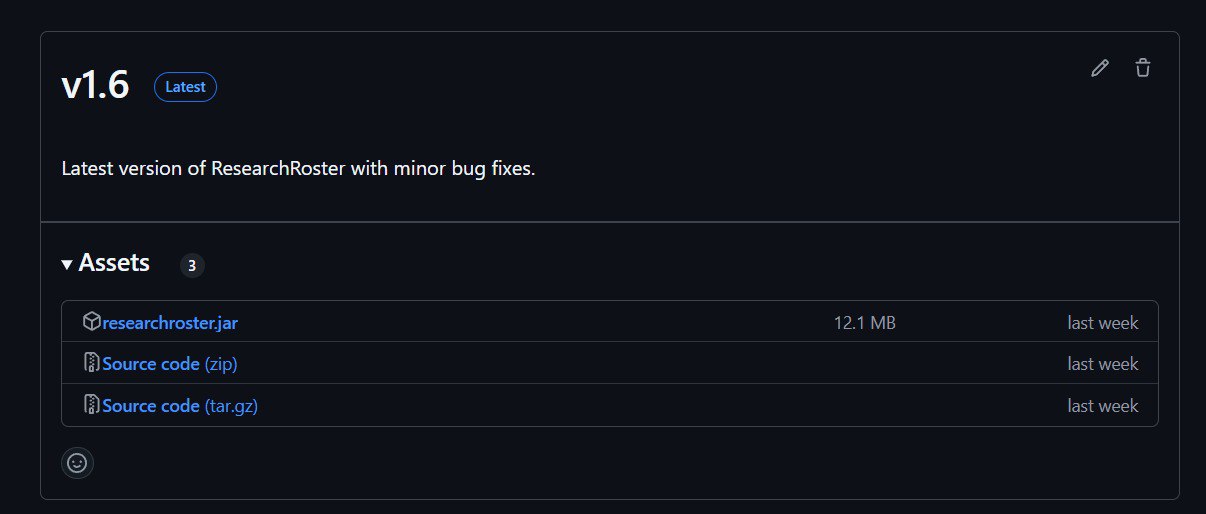 v1.6 Latest
Latest version of ResearchRoster with minor bug fixes.
Assets 3
researchroster.jar 12.1 MB last week
Source code (zip) last week
Source code (tar.gz) last week